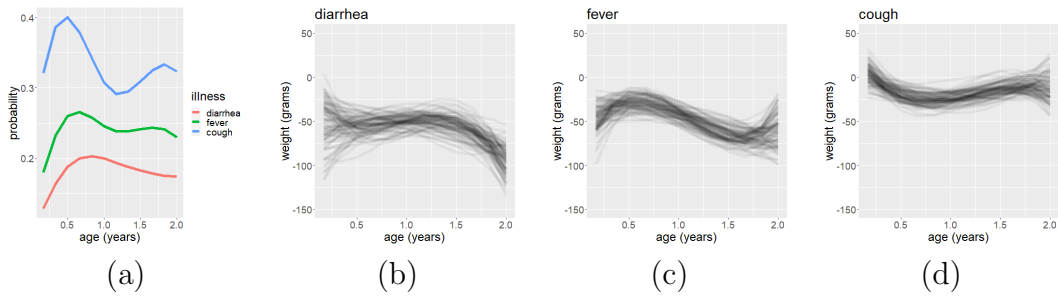 0.4
0.3
0.2
probability
0.5 1.0 1.5 2.0
age (years)
illness
diarrhea
fever
cough
(a)
diarrhea
50
0
-50
-100
-150
weight (grams)
0.5 1.0 1.5 2.0
age (years)
(b)
fever
50
0
-50
-100
-150
weight (grams)
0.5 1.0 1.5 2.0
age (years)
(c)
cough
50
0
-50
-100
-150
weight (grams)
0.5 1.0 1.5 2.0
age (years)
(d)